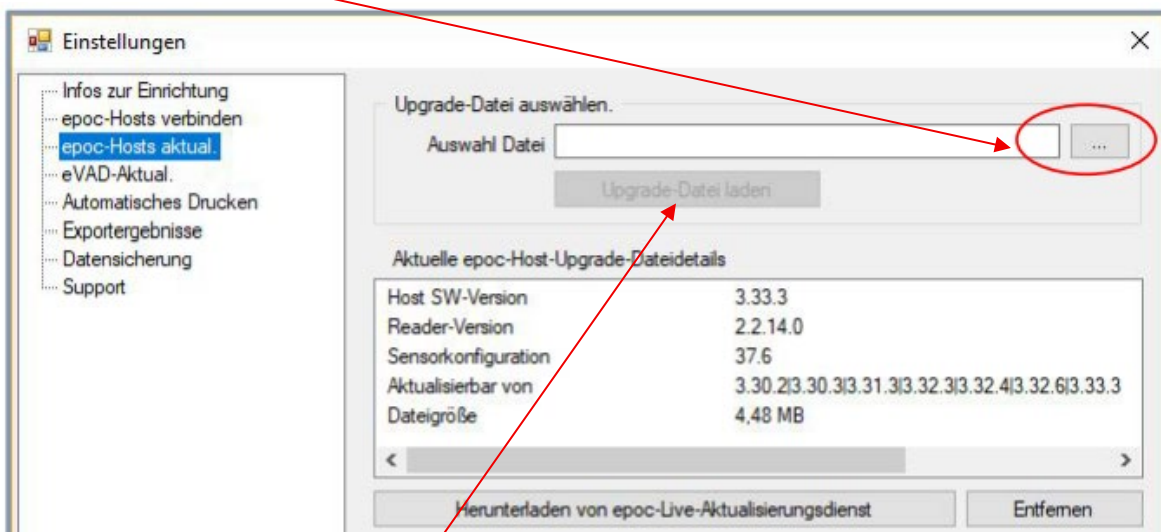 Einstellungen
Infos zur Einrichtung
epoc-Hosts verbinden
epoc-Hosts aktual.
eVAD-Aktual.
Automatisches Drucken
Exportergebnisse
Datensicherung
Support
Upgrade-Datei auswählen.
Auswahl Datei
...
Upgrade-Datei laden
Aktuelle epoc-Host-Upgrade-Dateidetails
Host SW-Version 3.33.3
Reader-Version 2.2.14.0
Sensorkonfiguration 37.6
Aktualisierbar von 3.30.2|3.30.3|3.31.3|3.32.3|3.32.4|3.32.6|3.33.3
Dateigröße 4,48 MB
Herunterladen von epoc-Live-Aktualisierungsdienst
Entfernen